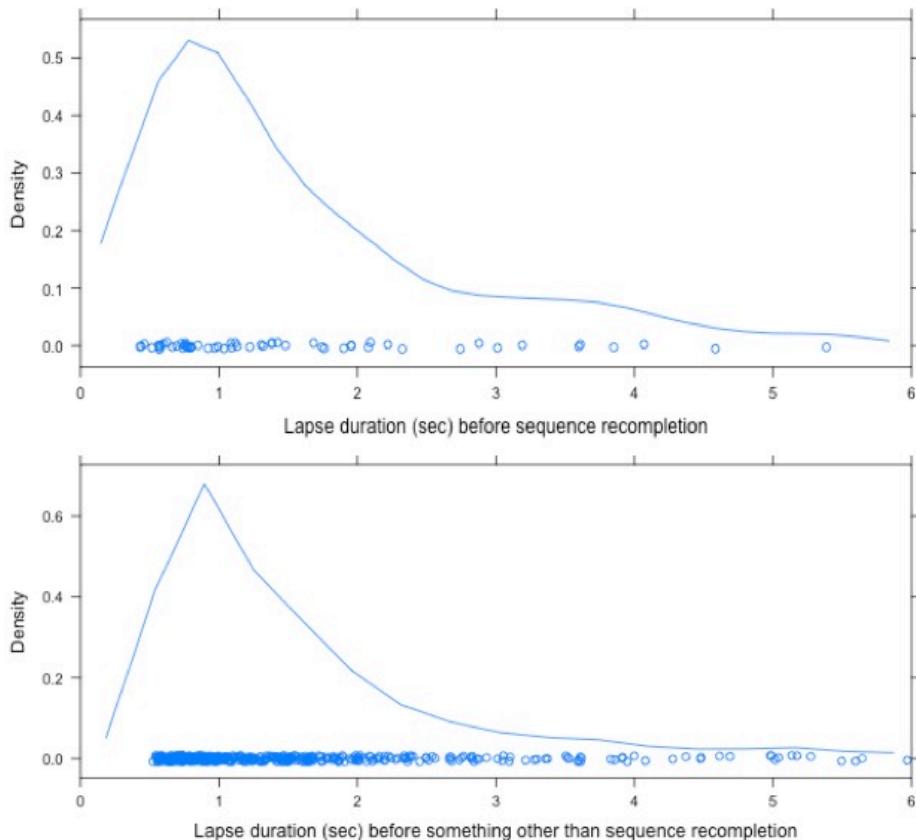 0.5
0.4
0.3
0.2
0.1
0.0
Density
0 1 2 3 4 5 6
Lapse duration (sec) before sequence recompletion
0.6
0.4
0.2
0.0
Density
0 1 2 3 4 5 6
Lapse duration (sec) before something other than sequence recompletion